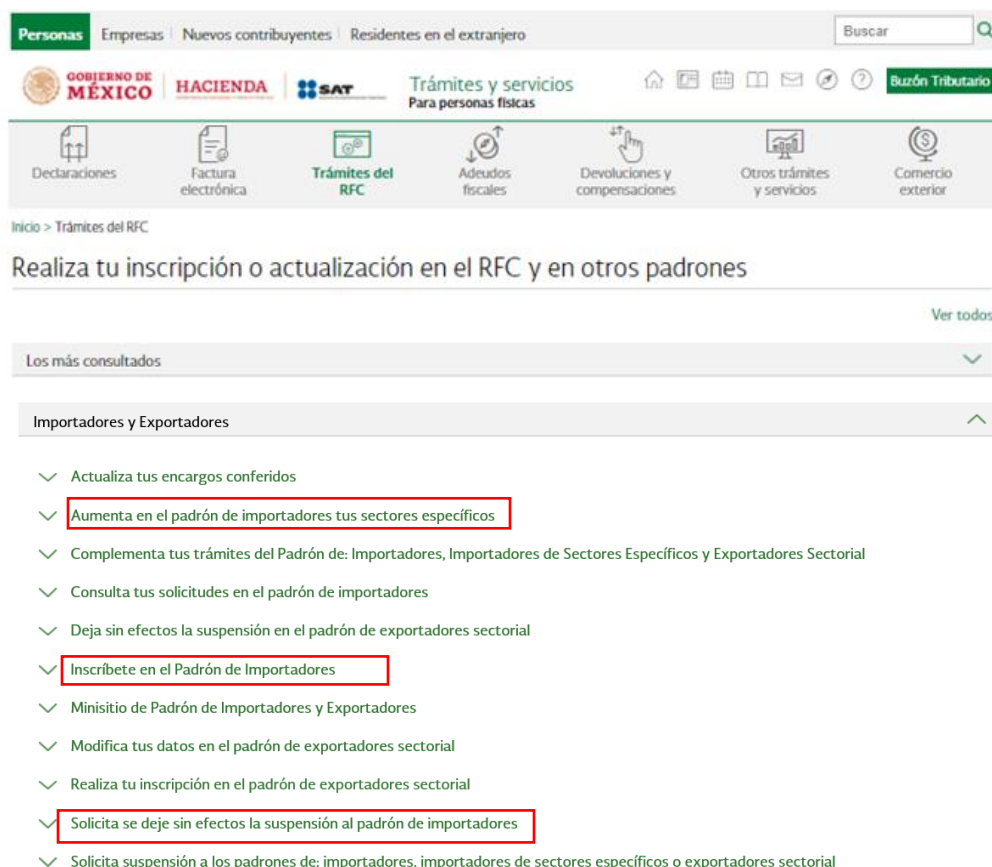 Personas Empresas Nuevos contribuyentes Residentes en el extranjero Buscar
GOBIERNO DE MÉXICO HACIENDA SAT Trámites y servicios Para personas físicas Buzón Tributario
Declaraciones Factura electrónica Trámites del RFC Adeudos fiscales Devoluciones y compensaciones Otros trámites y servicios Comercio exterior
Inicio > Trámites del RFC
Realiza tu inscripción o actualización en el RFC y en otros padrones
Ver todos
Los más consultados
Importadores y Exportadores
Actualiza tus encargos conferidos
Aumenta en el padrón de importadores tus sectores específicos
Complementa tus trámites del Padrón de: Importadores, Importadores de Sectores Específicos y Exportadores Sectorial
Consulta tus solicitudes en el padrón de importadores
Deja sin efectos la suspensión en el padrón de exportadores sectorial
Inscríbete en el Padrón de Importadores
Minisitio de Padrón de Importadores y Exportadores
Modifica tus datos en el padrón de exportadores sectorial
Realiza tu inscripción en el padrón de exportadores sectorial
Solicita se deje sin efectos la suspensión al padrón de importadores
Solicita suspensión a los padrones de: importadores, importadores de sectores específicos o exportadores sectorial